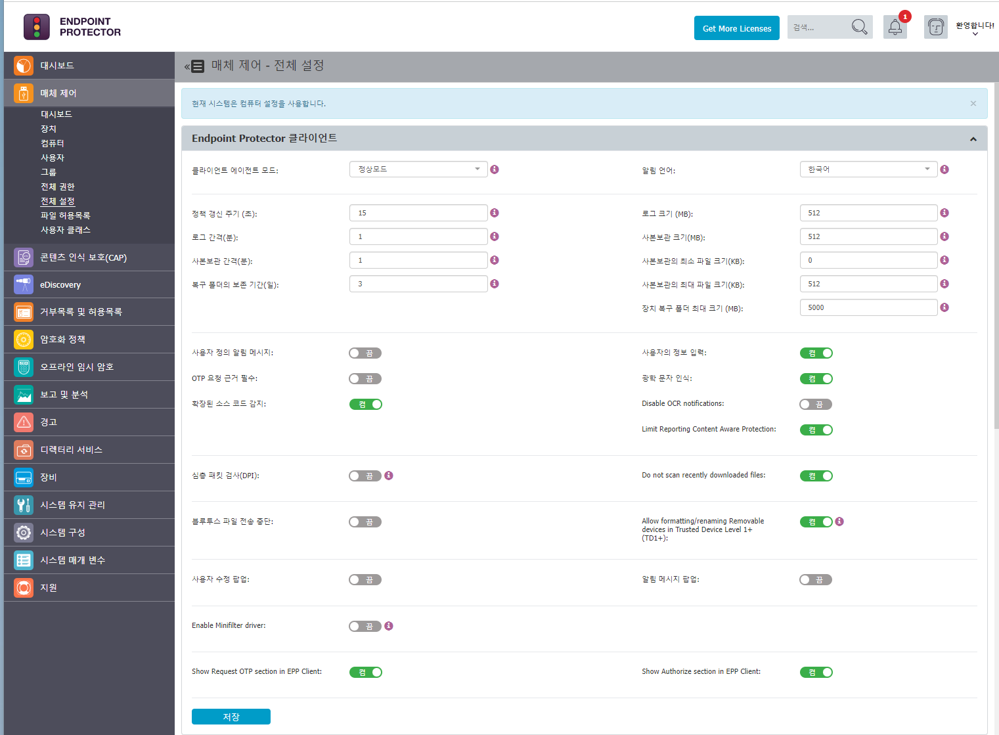 ENDPOINT
PROTECTOR
Get More Licenses
검색...
1
환영합니다!
대시보드
매체 제어
대시보드
장치
컴퓨터
사용자
그룹
전체 권한
전체 설정
파일 허용목록
사용자 클래스
콘텐츠 인식 보호(CAP)
eDiscovery
거부목록 및 허용목록
암호화 정책
오프라인 임시 암호
보고 및 분석
경고
디렉터리 서비스
장비
시스템 유지 관리
시스템 구성
시스템 매개 변수
지원
매체 제어 - 전체 설정
현재 시스템은 컴퓨터 설정을 사용합니다.
Endpoint Protector 클라이언트
클라이언트 에이전트 모드: 정상모드
알림 언어: 한국어
정책 갱신 주기 (초): 15
로그 크기 (MB): 512
로그 간격(분): 1
사본보관 크기(MB): 512
사본보관 간격(분): 1
사본보관의 최소 파일 크기(KB): 0
복구 폴더의 보존 기간(일): 3
사본보관의 최대 파일 크기(KB): 512
장치 복구 폴더 최대 크기 (MB): 5000
사용자 정의 알림 메시지: 끔
사용자의 정보 입력: 켬
OTP 요청 근거 필수: 끔
광학 문자 인식: 켬
확장된 소스 코드 감지: 켬
Disable OCR notifications: 끔
Limit Reporting Content Aware Protection: 켬
심층 패킷 검사(DPI): 끔
Do not scan recently downloaded files: 켬
블루투스 파일 전송 중단: 끔
Allow formatting/renaming Removable
devices in Trusted Device Level 1+
(TD1+): 켬
사용자 수정 팝업: 끔
알림 메시지 팝업: 끔
Enable Minifilter driver: 끔
Show Request OTP section in EPP Client: 켬
Show Authorize section in EPP Client: 켬
저장